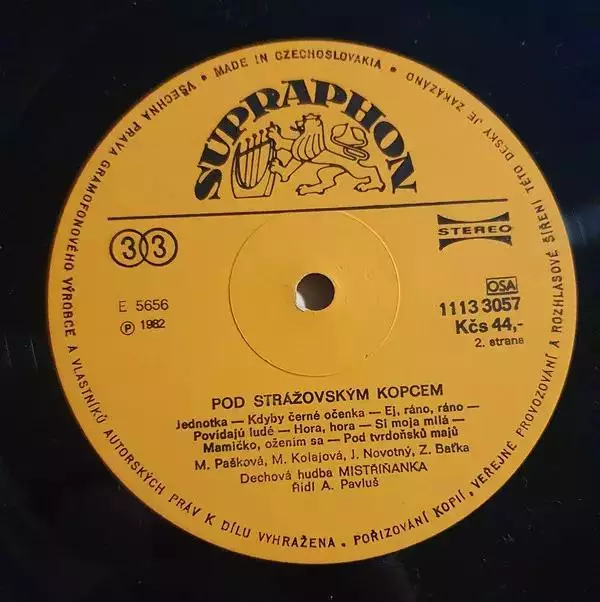 SUPRAPHON
33
STEREO
E 5656
Ⓟ 1982
OSA
1113 3057
Kčs 44,-
2. strana
POD STRÁŽOVSKÝM KOPCEM
Jednotka — Kdyby černé očenka — Ej, ráno, ráno —
Povídajú ludé — Hora, hora — Si moja milá —
Mamičko, ožením sa — Pod tvrdoňskú majú
M. Pašková, M. Kolajová, J. Novotný, Z. Baťka
Dechová hudba MISTŘÍŇANKA
Řídí A. Pavluš
MADE IN CZECHOSLOVAKIA • VŠECHNA PRÁVA GRAMOFONOVÉHO VÝROBCE A VLASTNÍKŮ AUTORSKÝCH PRÁV K DÍLU VYHRAŽENA. POŘIZOVÁNÍ KOPIÍ, VEŘEJNÉ PROVOZOVÁNÍ A ROZHLASOVÉ ŠÍŘENÍ TÉTO DESKY JE ZAKÁZÁNO •